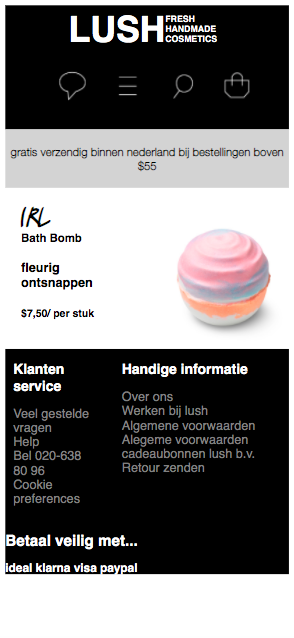 LUSH FRESH
HANDMADE
COSMETICS
gratis verzendig binnen nederland bij bestellingen boven
$55
IRL
Bath Bomb
fleurig
ontsnappen
$7,50/ per stuk
Klanten
service
Veel gestelde
vragen
Help
Bel 020-638
80 96
Cookie
preferences
Handige informatie
Over ons
Werken bij lush
Algemene voorwaarden
Alegeme voorwaarden
cadeaubonnen lush b.v.
Retour zenden
Betaal veilig met...
ideal klarna visa paypal